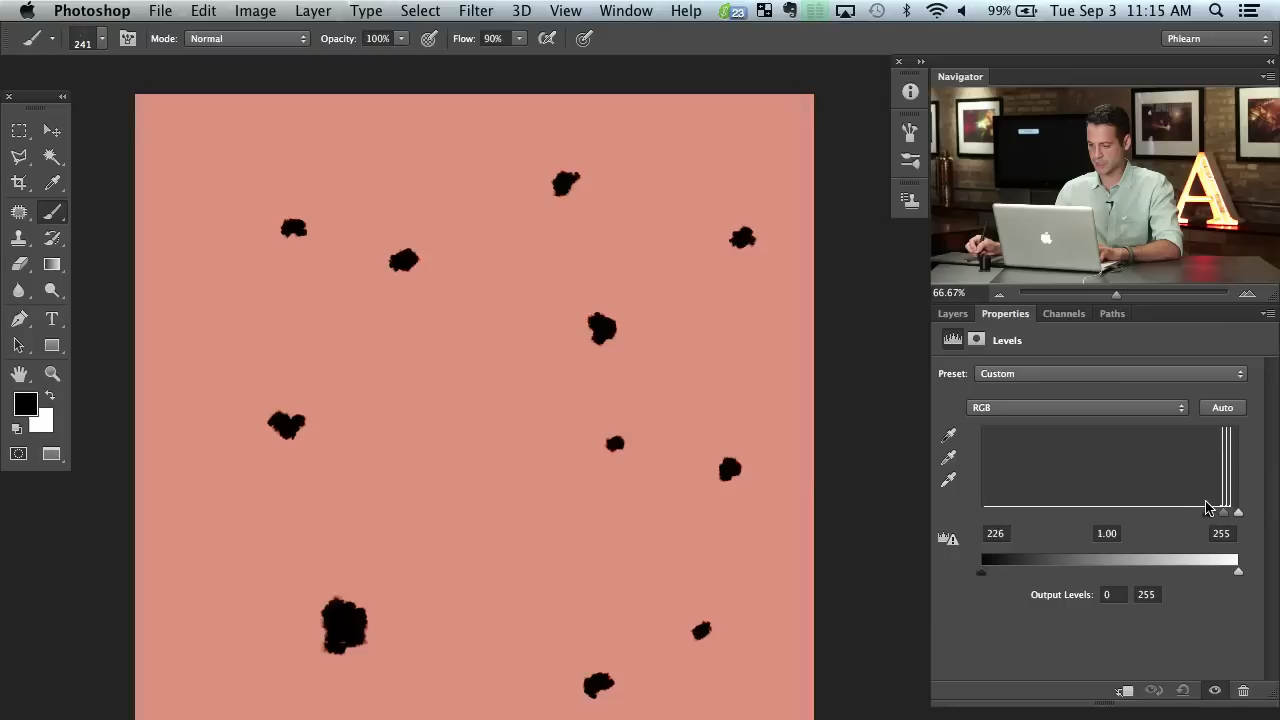 Photoshop File Edit Image Layer Type Select Filter 3D View Window Help 23 99% Tue Sep 3 11:15 AM
241 Mode: Normal Opacity: 100% Flow: 90% Phlearn
Navigator
A
66.67%
Layers Properties Channels Paths
Levels
Preset: Custom
RGB Auto
226 1.00 255
Output Levels: 0 255
T